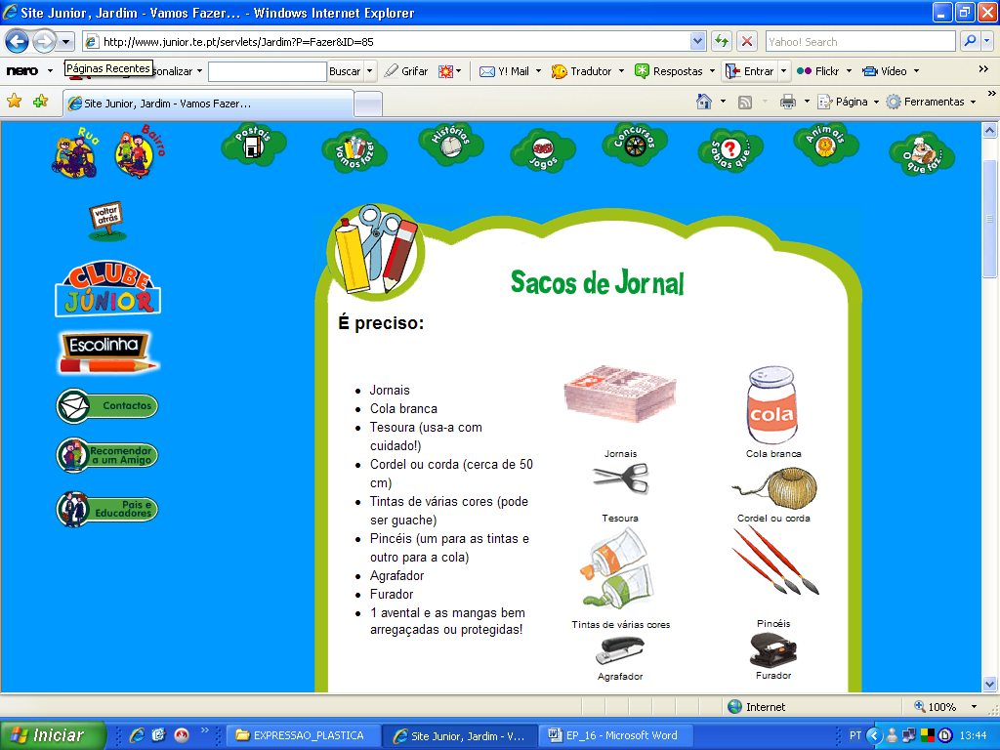 Site Junior, Jardim - Vamos Fazer... - Windows Internet Explorer
http://www.junior.te.pt/servlets/Jardim?P=Fazer&ID=85
Yahoo! Search
nero
Páginas Recentes
sonalizar
Buscar
Grifar
Y! Mail
Tradutor
Respostas
Entrar
Flickr
Vídeo
»
Site Junior, Jardim - Vamos Fazer...
Página
Ferramentas
»
Rua
Bairro
Postais
Vamos fazer
Histórias
Jogos
Concursos
Sabias que...
Animais
O que faz...
voltar
atrás
CLUBE
JÚNIOR
Escolinha
Contactos
Recomendar
a um Amigo
Pais e
Educadores
Sacos de Jornal
É preciso:
• Jornais
• Cola branca
• Tesoura (usa-a com
cuidado!)
• Cordel ou corda (cerca de 50
cm)
• Tintas de várias cores (pode
ser guache)
• Pincéis (um para as tintas e
outro para a cola)
• Agrafador
• Furador
• 1 avental e as mangas bem
arregaçadas ou protegidas!
cola
Jornais
Cola branca
Tesoura
Cordel ou corda
Tintas de várias cores
Pincéis
Agrafador
Furador
Internet
100%
Iniciar
»
EXPRESSAO_PLASTICA
Site Junior, Jardim - V...
EP_16 - Microsoft Word
PT
13:44